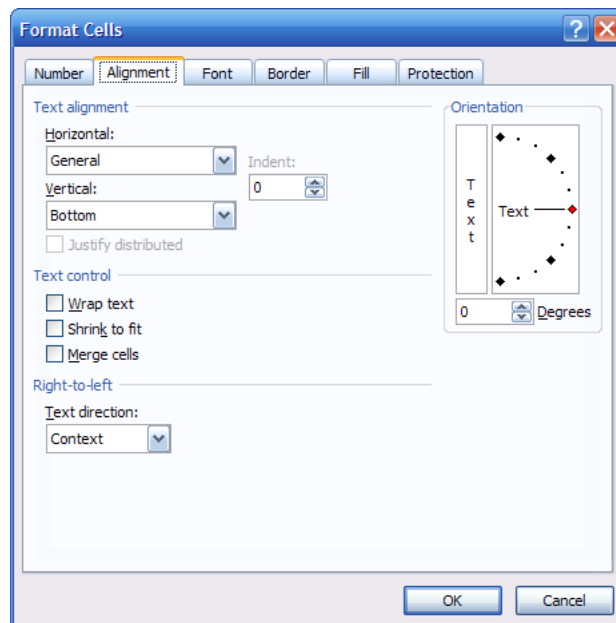 Format Cells
Number Alignment Font Border Fill Protection
Text alignment
Horizontal:
General
Indent:
0
Vertical:
Bottom
Justify distributed
Text control
Wrap text
Shrink to fit
Merge cells
Right-to-left
Text direction:
Context
Orientation
Text
Text
0 Degrees
OK Cancel